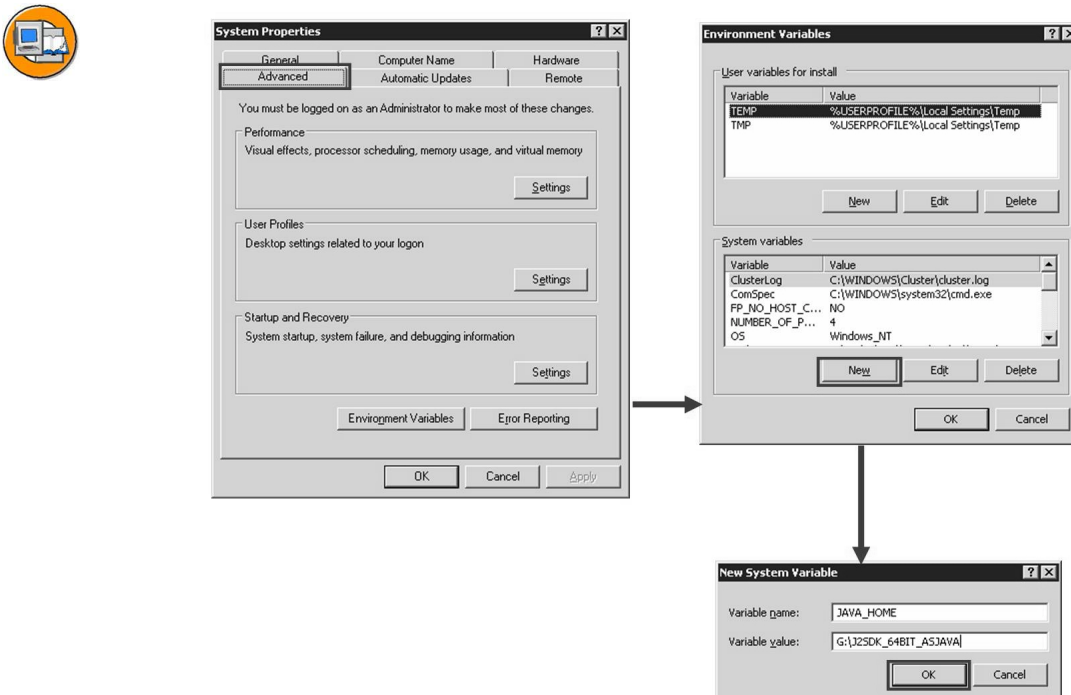 System Properties
General Computer Name Hardware
Advanced Automatic Updates Remote
You must be logged on as an Administrator to make most of these changes.
Performance
Visual effects, processor scheduling, memory usage, and virtual memory
Settings
User Profiles
Desktop settings related to your logon
Settings
Startup and Recovery
System startup, system failure, and debugging information
Settings
Environment Variables Error Reporting
OK Cancel Apply
Environment Variables
User variables for install
Variable Value
TEMP %USERPROFILE%\Local Settings\Temp
TMP %USERPROFILE%\Local Settings\Temp
New Edit Delete
System variables
Variable Value
ClusterLog C:\WINDOWS\Cluster\cluster.log
ComSpec C:\WINDOWS\system32\cmd.exe
FP_NO_HOST_C... NO
NUMBER_OF_P... 4
OS Windows_NT
New Edit Delete
OK Cancel
New System Variable
Variable name: JAVA_HOME
Variable value: G:\J2SDK_64BIT_ASJAVA
OK Cancel